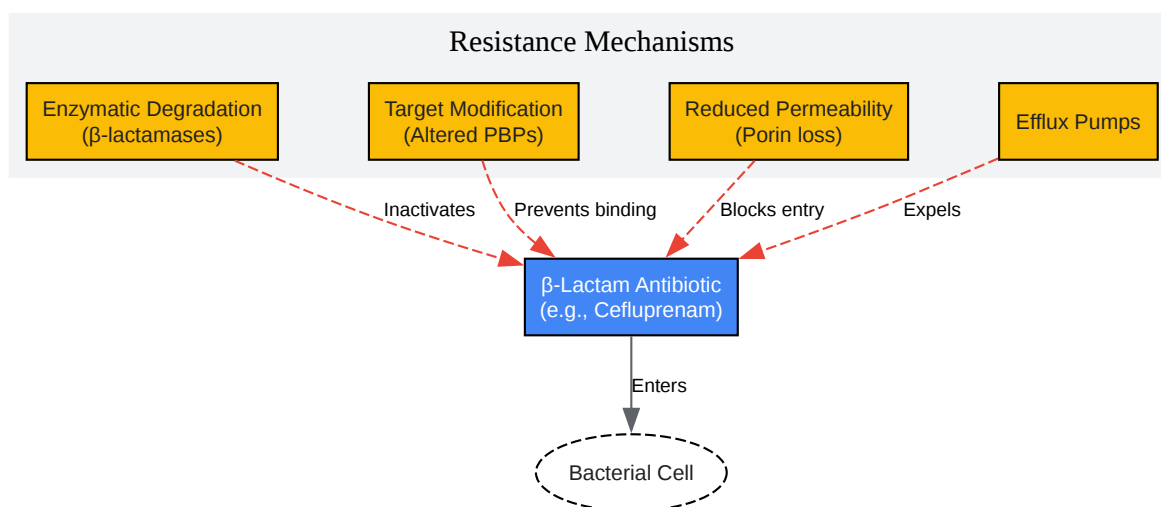 Resistance Mechanisms
Enzymatic Degradation
(β-lactamases)
Target Modification
(Altered PBPs)
Reduced Permeability
(Porin loss)
Efflux Pumps
Inactivates
Prevents binding
Blocks entry
Expels
β-Lactam Antibiotic
(e.g., Cefluprenam)
Enters
Bacterial Cell